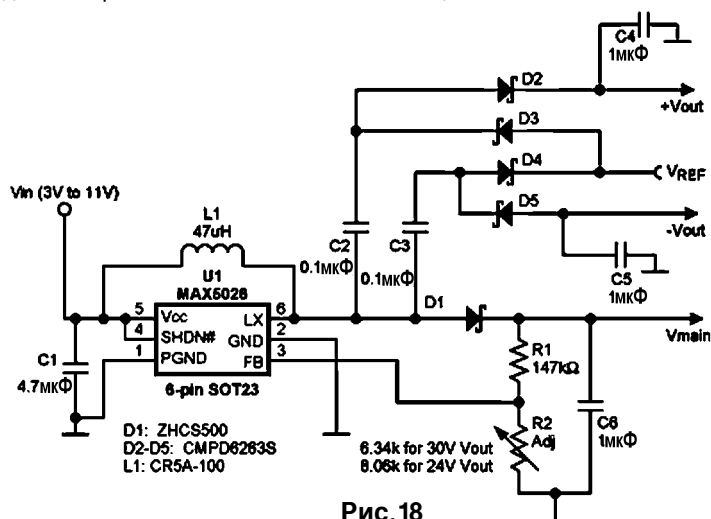 C4
1мкФ
D2
+Vout
D3
D4
VREF
Vin (3V to 11V)
D5
-Vout
L1
47uH
C2
0.1мкФ
C3
0.1мкФ
C5
1мкФ
U1
MAX5026
D1
Vmain
5 Vcc LX 6
4 SHDN# GND 2
1 PGND FB 3
C1
4.7мкФ
R1
147kΩ
6-pin SOT23
R2
Adj
C6
1мкФ
D1: ZHCS500
D2-D5: CMPD6263S
L1: CR5A-100
6.34k for 30V Vout
8.06k for 24V Vout
Рис.18